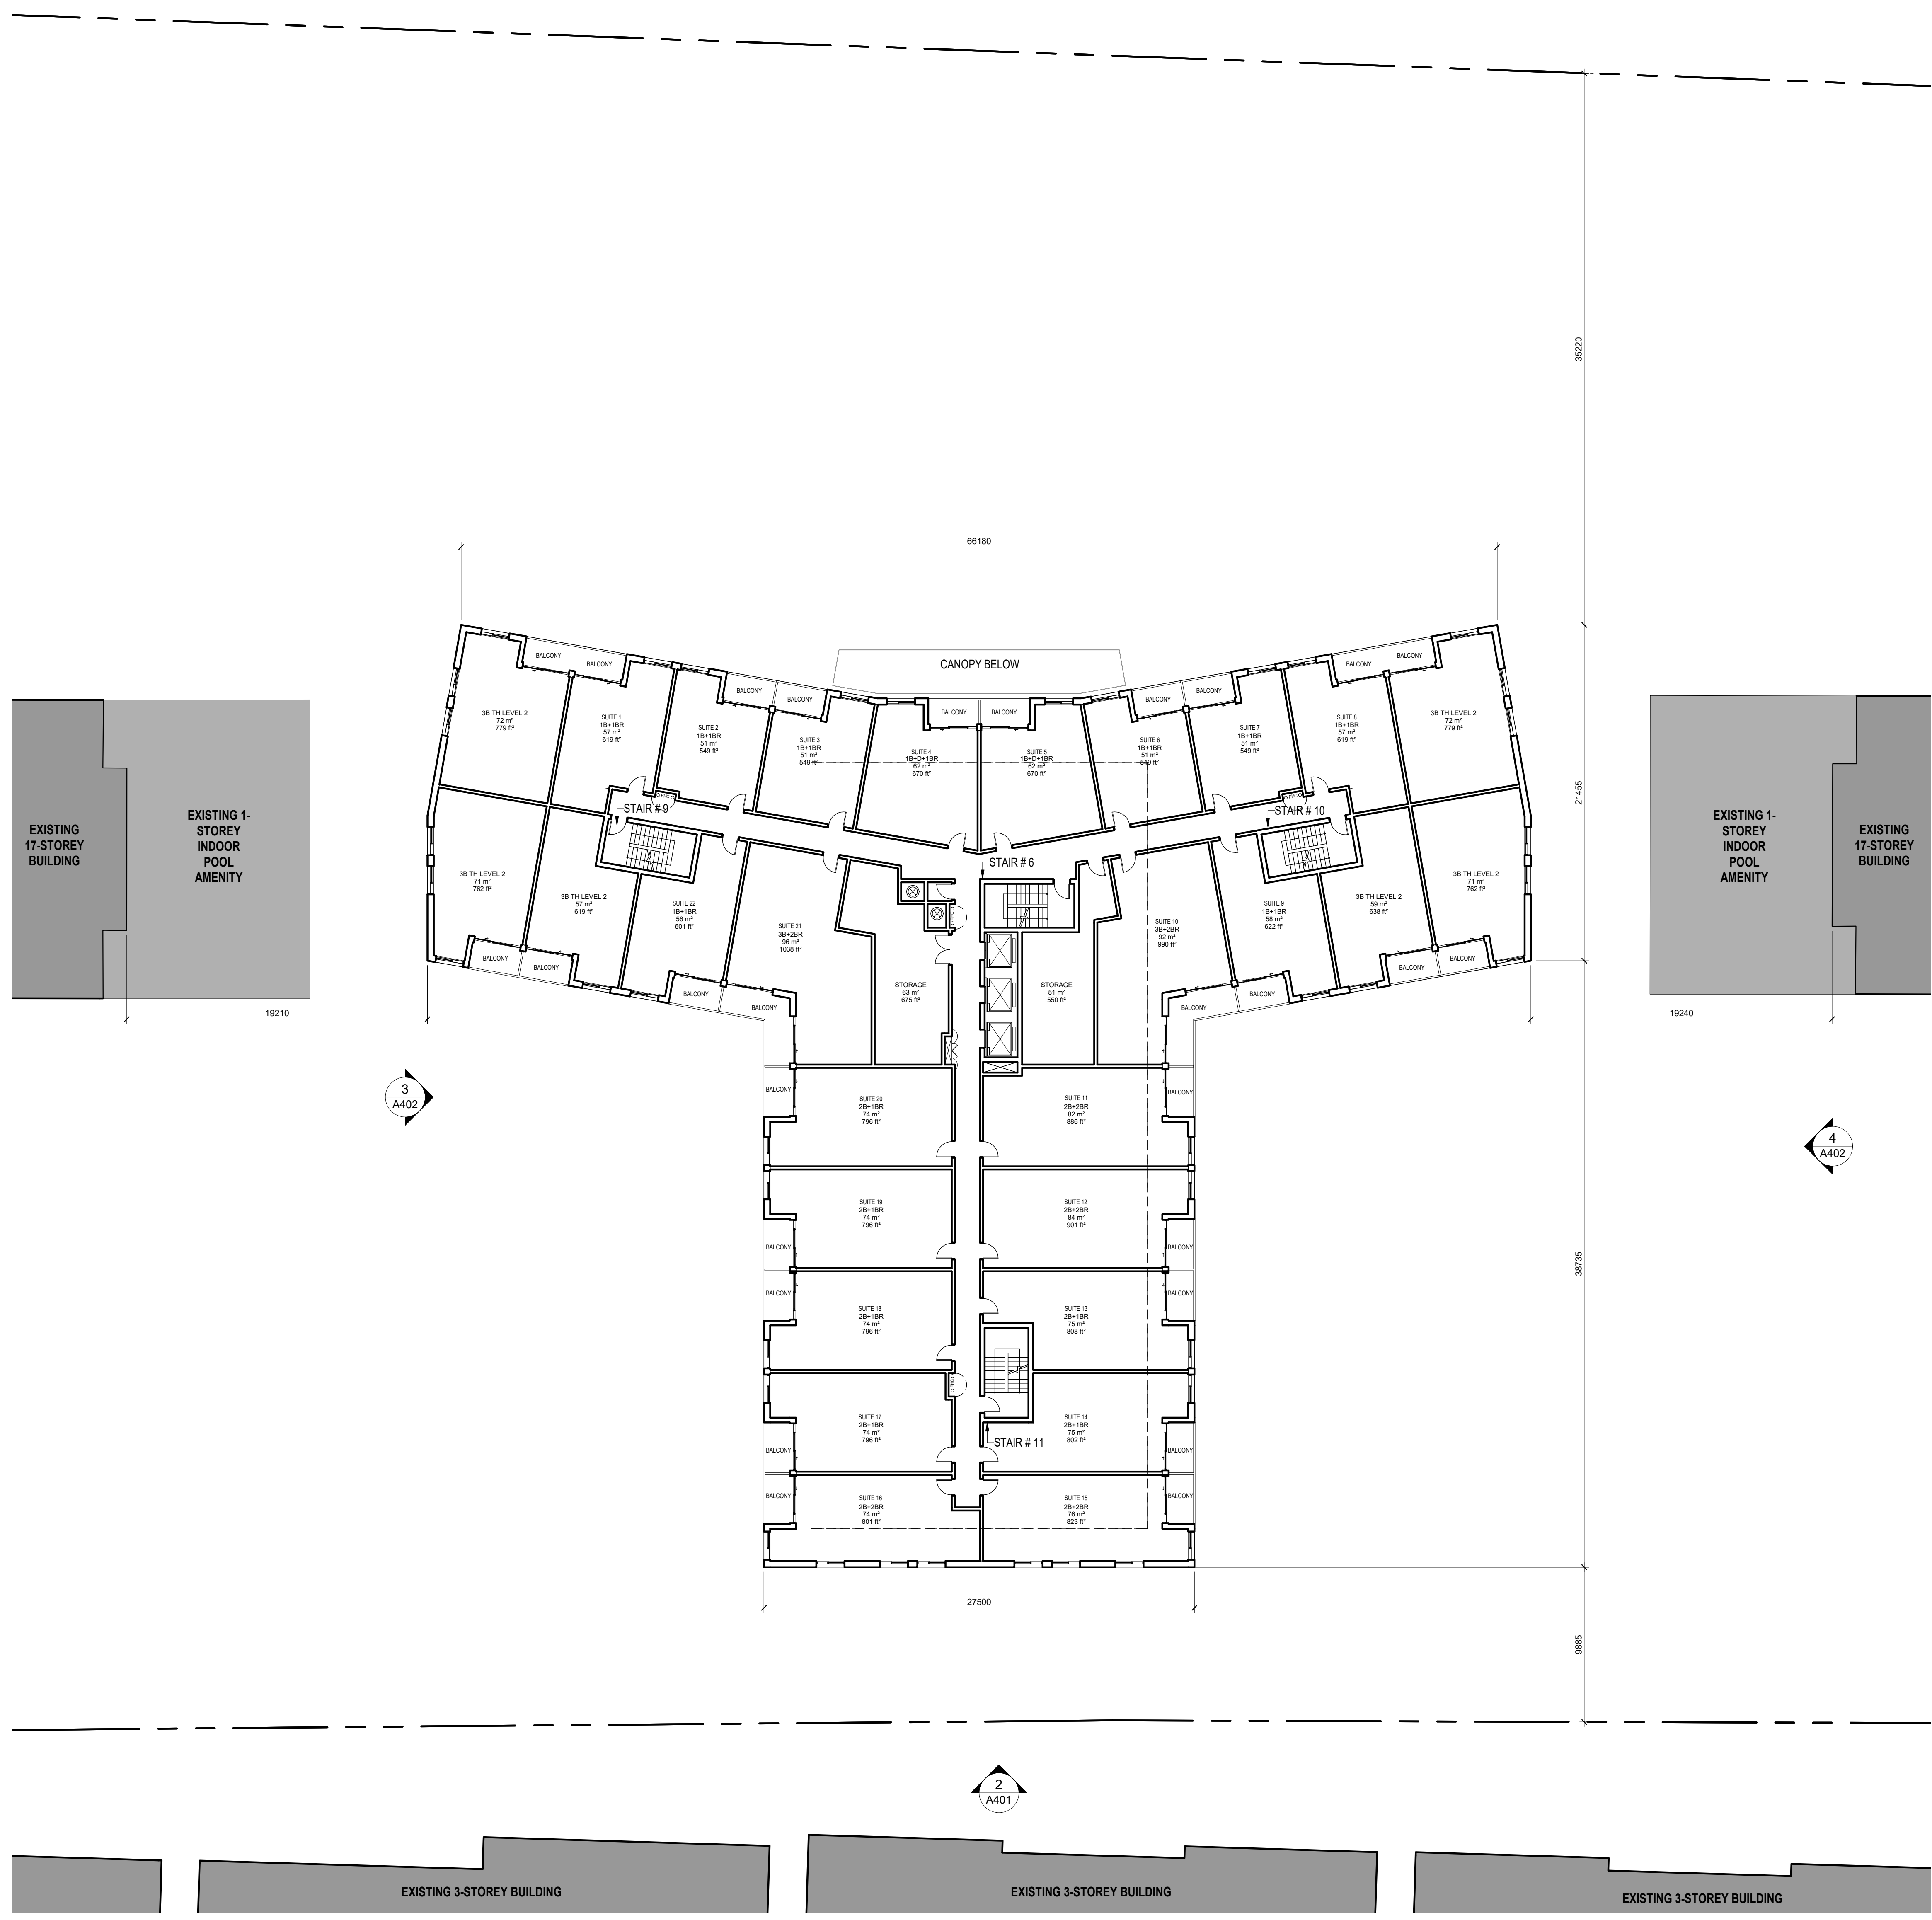 35220
66180
CANOPY BELOW
BALCONY
BALCONY
BALCONY
BALCONY
BALCONY
BALCONY
BALCONY
BALCONY
BALCONY
BALCONY
3B TH LEVEL 2
72 m²
779 ft²
SUITE 1
1B+1BR
57 m²
619 ft²
SUITE 2
1B+1BR
51 m²
549 ft²
SUITE 3
1B+1BR
51 m²
549 ft²
SUITE 4
1B+D+1BR
62 m²
670 ft²
SUITE 5
1B+D+1BR
62 m²
670 ft²
SUITE 6
1B+1BR
51 m²
549 ft²
SUITE 7
1B+1BR
51 m²
549 ft²
SUITE 8
1B+1BR
57 m²
619 ft²
3B TH LEVEL 2
72 m²
779 ft²
21455
EXISTING
17-STOREY
BUILDING
EXISTING 1-
STOREY
INDOOR
POOL
AMENITY
STAIR # 9
STAIR # 10
STAIR # 6
EXISTING 1-
STOREY
INDOOR
POOL
AMENITY
EXISTING
17-STOREY
BUILDING
3B TH LEVEL 2
71 m²
762 ft²
3B TH LEVEL 2
57 m²
619 ft²
SUITE 22
1B+1BR
56 m²
601 ft²
SUITE 21
3B+2BR
96 m²
1038 ft²
STORAGE
63 m²
675 ft²
STORAGE
51 m²
550 ft²
SUITE 10
3B+2BR
92 m²
990 ft²
SUITE 9
1B+1BR
58 m²
622 ft²
3B TH LEVEL 2
59 m²
638 ft²
3B TH LEVEL 2
71 m²
762 ft²
BALCONY
BALCONY
BALCONY
BALCONY
BALCONY
BALCONY
BALCONY
BALCONY
19210
19240
3
A402
4
A402
BALCONY
SUITE 20
2B+1BR
74 m²
796 ft²
SUITE 11
2B+2BR
82 m²
886 ft²
BALCONY
SUITE 19
2B+1BR
74 m²
796 ft²
SUITE 12
2B+2BR
84 m²
901 ft²
BALCONY
BALCONY
38735
BALCONY
SUITE 18
2B+1BR
74 m²
796 ft²
SUITE 13
2B+1BR
75 m²
808 ft²
BALCONY
SUITE 17
2B+1BR
74 m²
796 ft²
SUITE 14
2B+1BR
75 m²
802 ft²
STAIR # 11
BALCONY
BALCONY
BALCONY
SUITE 16
2B+2BR
74 m²
801 ft²
SUITE 15
2B+2BR
76 m²
823 ft²
BALCONY
27500
9885
2
A401
EXISTING 3-STOREY BUILDING
EXISTING 3-STOREY BUILDING
EXISTING 3-STOREY BUILDING